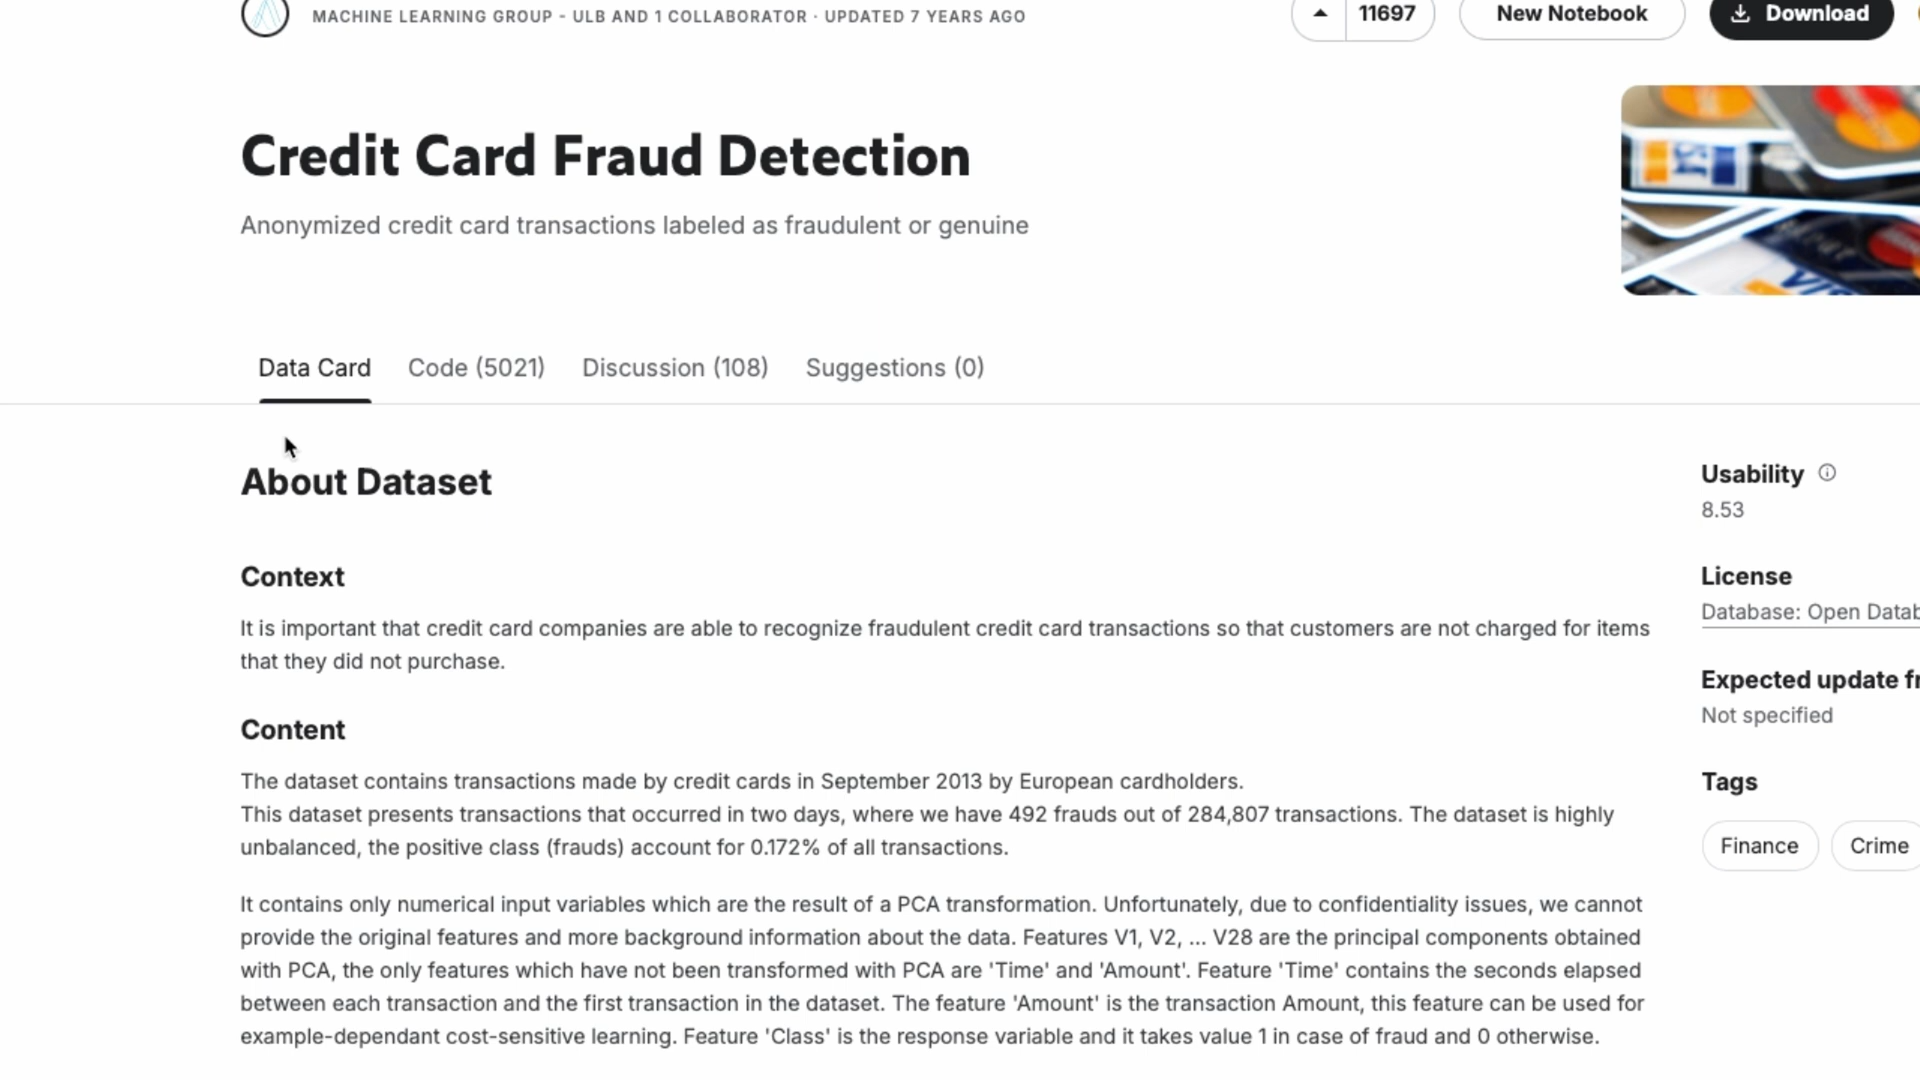 MACHINE LEARNING GROUP - ULB AND 1 COLLABORATOR · UPDATED 7 YEARS AGO
11697
New Notebook
Download
Credit Card Fraud Detection
Anonymized credit card transactions labeled as fraudulent or genuine
Data Card
Code (5021)
Discussion (108)
Suggestions (0)
About Dataset
Context
It is important that credit card companies are able to recognize fraudulent credit card transactions so that customers are not charged for items
that they did not purchase.
Content
The dataset contains transactions made by credit cards in September 2013 by European cardholders.
This dataset presents transactions that occurred in two days, where we have 492 frauds out of 284,807 transactions. The dataset is highly
unbalanced, the positive class (frauds) account for 0.172% of all transactions.
It contains only numerical input variables which are the result of a PCA transformation. Unfortunately, due to confidentiality issues, we cannot
provide the original features and more background information about the data. Features V1, V2, … V28 are the principal components obtained
with PCA, the only features which have not been transformed with PCA are 'Time' and 'Amount'. Feature 'Time' contains the seconds elapsed
between each transaction and the first transaction in the dataset. The feature 'Amount' is the transaction Amount, this feature can be used for
example-dependant cost-sensitive learning. Feature 'Class' is the response variable and it takes value 1 in case of fraud and 0 otherwise.
Usability
8.53
License
Database: Open Datab
Expected update fr
Not specified
Tags
Finance
Crime